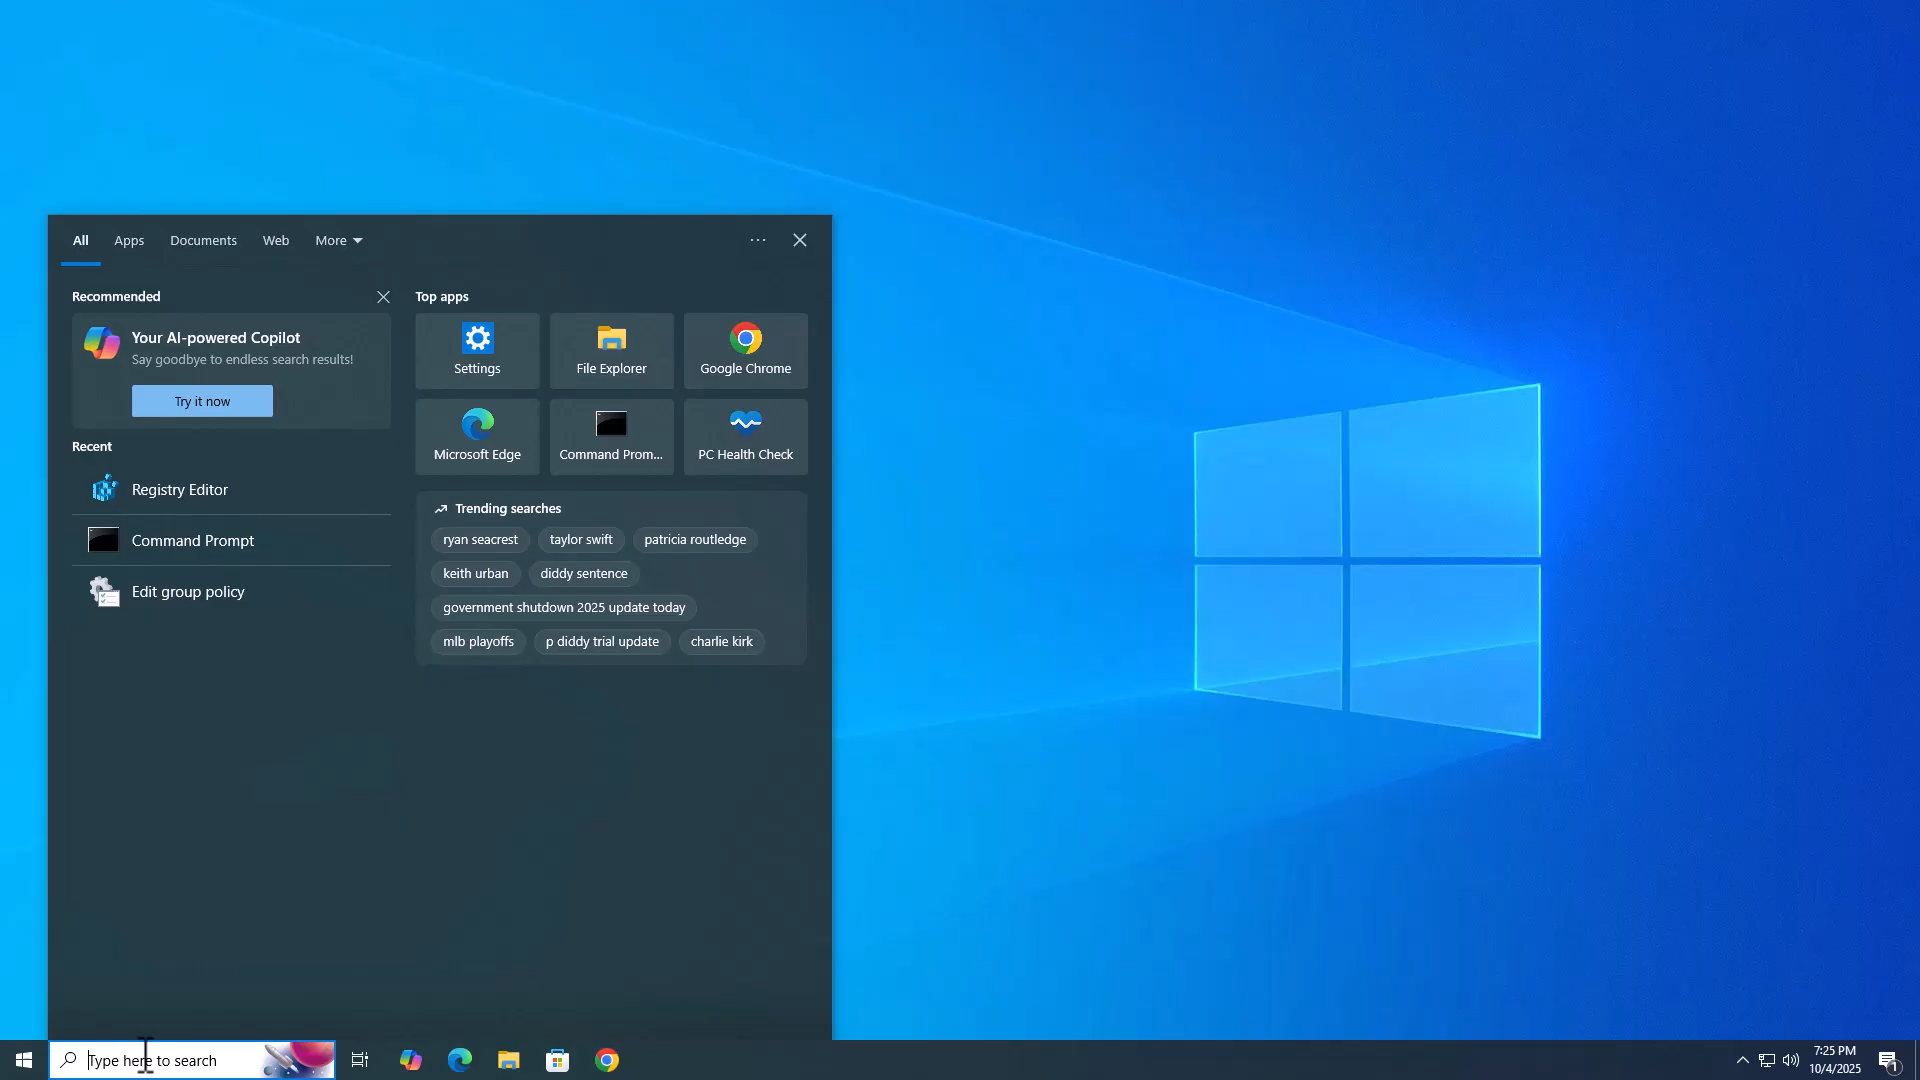 All Apps Documents Web More
Recommended
Your AI-powered Copilot
Say goodbye to endless search results!
Try it now
Recent
Registry Editor
Command Prompt
Edit group policy
Top apps
Settings File Explorer Google Chrome
Microsoft Edge Command Prom... PC Health Check
Trending searches
ryan seacrest taylor swift patricia routledge
keith urban diddy sentence
government shutdown 2025 update today
mlb playoffs p diddy trial update charlie kirk
Type here to search
7:25 PM
10/4/2025
1